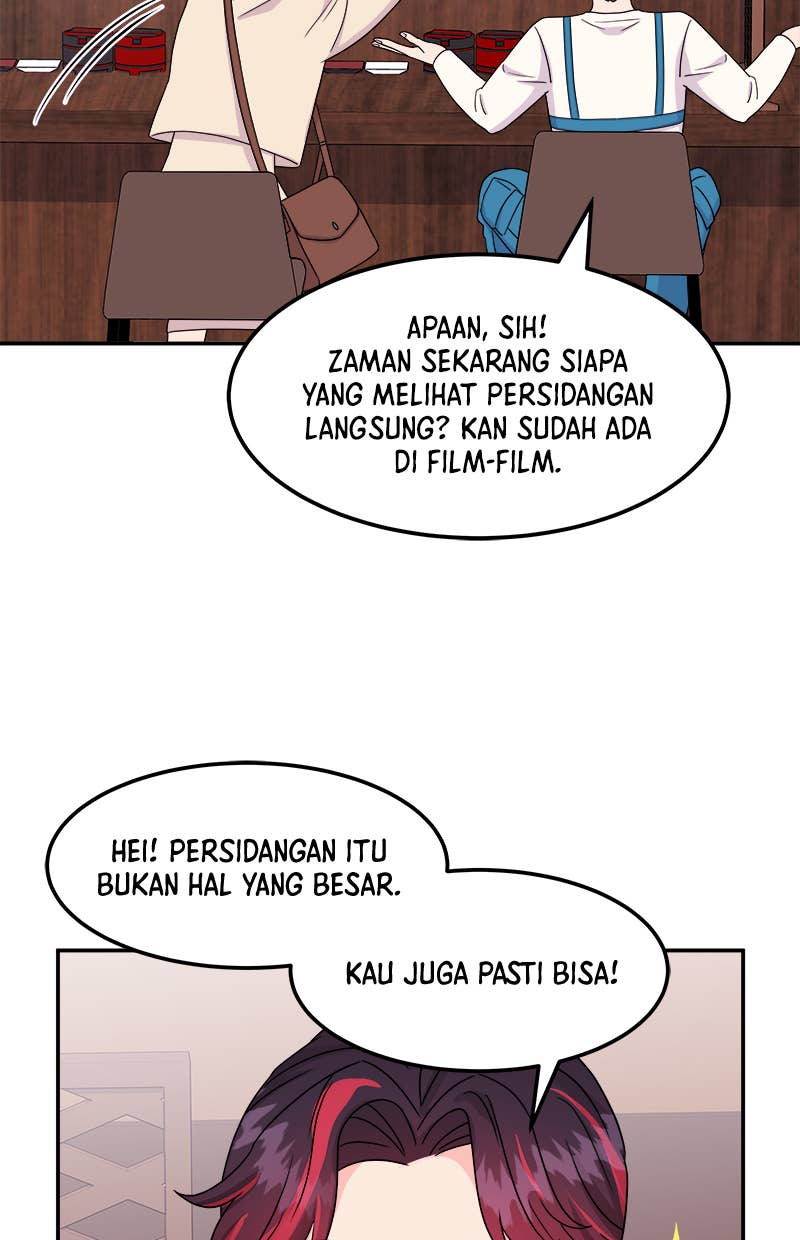 APAAN, SIH!
ZAMAN SEKARANG SIAPA
YANG MELIHAT PERSIDANGAN
LANGSUNG? KAN SUDAH ADA
DI FILM-FILM.
HEI! PERSIDANGAN ITU
BUKAN HAL YANG BESAR.
KAU JUGA PASTI BISA!